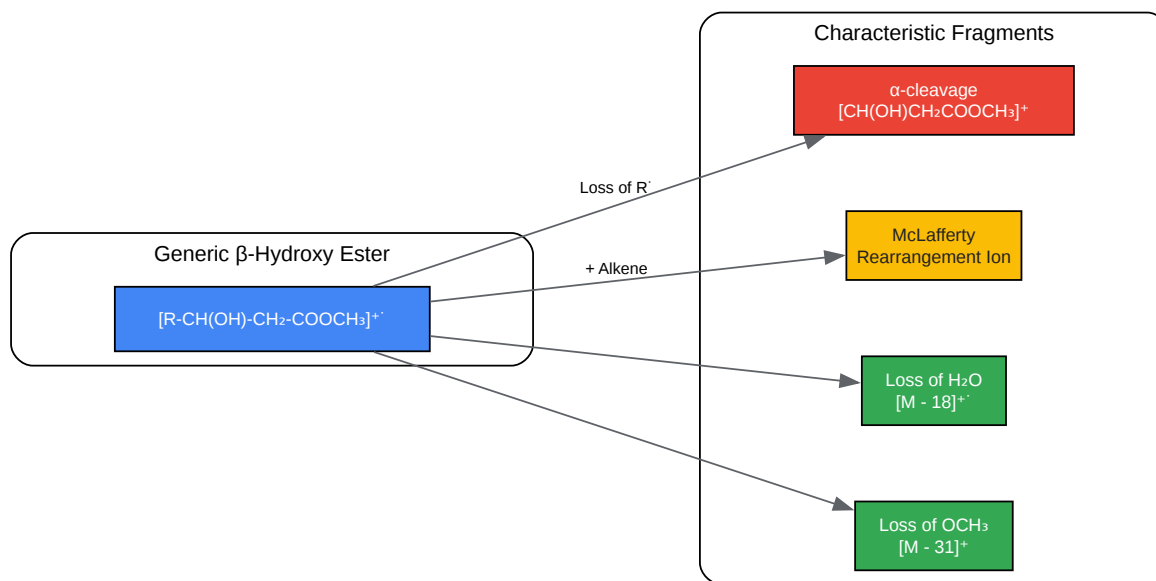 Characteristic Fragments
α-cleavage
[CH(OH)CH₂COOCH₃]⁺
Loss of R˙
Generic β-Hydroxy Ester
[R-CH(OH)-CH₂-COOCH₃]⁺˙
+ Alkene
McLafferty
Rearrangement Ion
Loss of H₂O
[M - 18]⁺˙
Loss of OCH₃
[M - 31]⁺